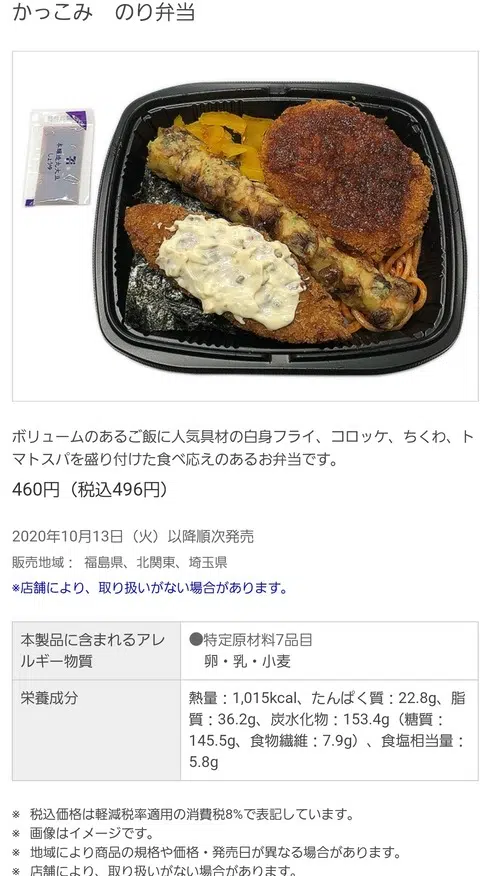 かっこみ　のり弁当
本醸造丸大豆
しょうゆ
ボリュームのあるご飯に人気具材の白身フライ、コロッケ、ちくわ、ト
マトスパを盛り付けた食べ応えのあるお弁当です。
460円（税込496円）
2020年10月13日（火）以降順次発売
販売地域： 福島県、北関東、埼玉県
※店舗により、取り扱いがない場合があります。
本製品に含まれるアレ
ルギー物質
●特定原材料7品目
卵・乳・小麦
栄養成分
熱量：1,015kcal、たんぱく質：22.8g、脂
質：36.2g、炭水化物：153.4g（糖質：
145.5g、食物繊維：7.9g）、食塩相当量：
5.8g
※ 税込価格は軽減税率適用の消費税8%で表記しています。
※ 画像はイメージです。
※ 地域により商品の規格や価格・発売日が異なる場合があります。
※ 店舗により、取り扱いがない場合があります。